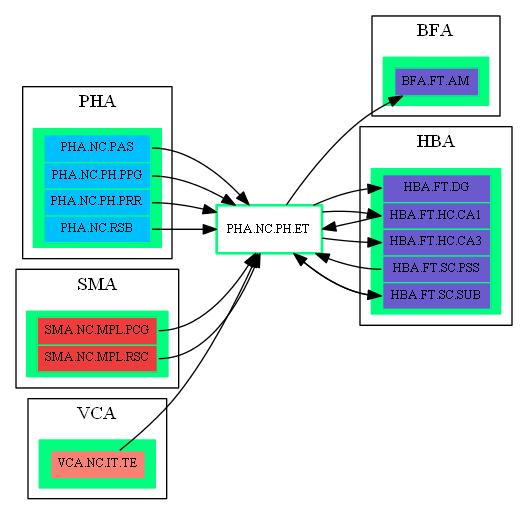 BFA
BFA.FT.AM
PHA
PHA.NC.PAS
PHA.NC.PH.PPG
PHA.NC.PH.PRR
PHA.NC.RSB
HBA
HBA.FT.DG
HBA.FT.HC.CA1
HBA.FT.HC.CA3
HBA.FT.SC.PSS
HBA.FT.SC.SUB
PHA.NC.PH.ET
SMA
SMA.NC.MPL.PCG
SMA.NC.MPL.RSC
VCA
VCA.NC.IT.TE